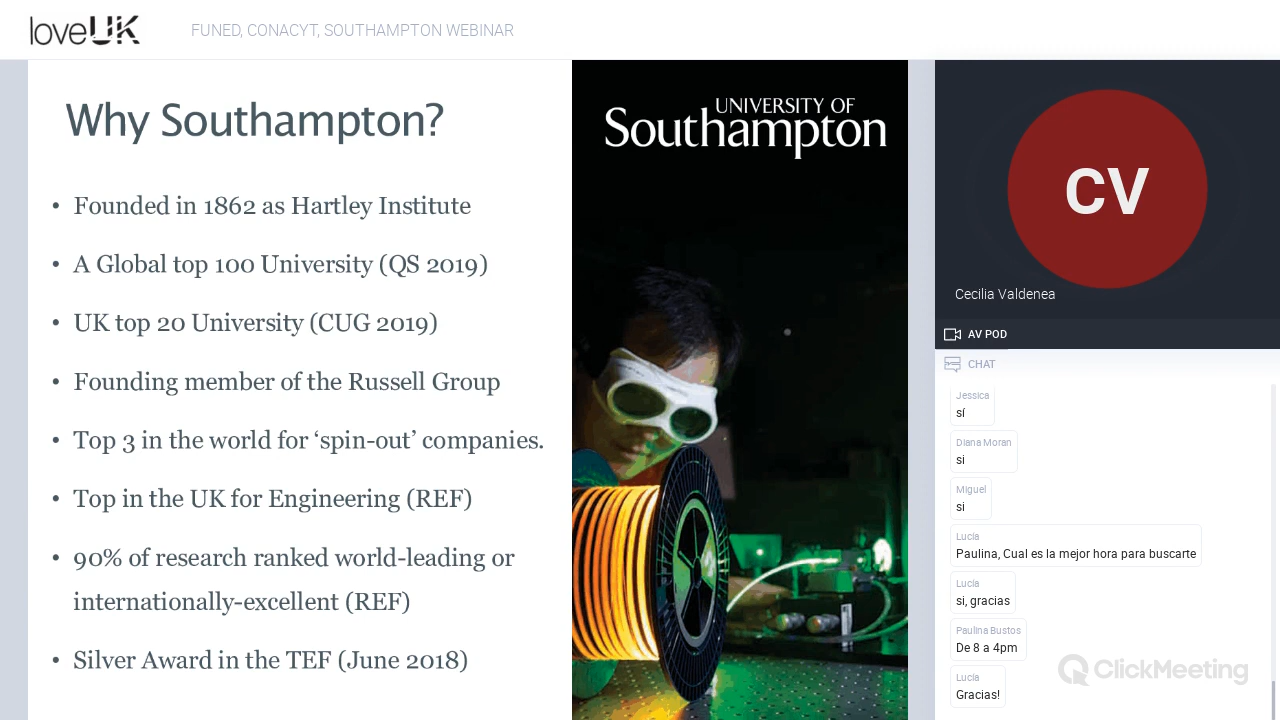 loveUK
FUNED, CONACYT, SOUTHAMPTON WEBINAR
Why Southampton?
• Founded in 1862 as Hartley Institute
• A Global top 100 University (QS 2019)
• UK top 20 University (CUG 2019)
• Founding member of the Russell Group
• Top 3 in the world for ‘spin-out’ companies.
• Top in the UK for Engineering (REF)
• 90% of research ranked world-leading or
internationally-excellent (REF)
• Silver Award in the TEF (June 2018)
UNIVERSITY OF
Southampton
CV
Cecilia Valdenea
AV POD
CHAT
Jessica
sí
Diana Moran
si
Miguel
si
Lucía
Paulina, Cual es la mejor hora para buscarte
Lucía
si, gracias
Paulina Bustos
De 8 a 4pm
Lucía
Gracias!
ClickMeeting